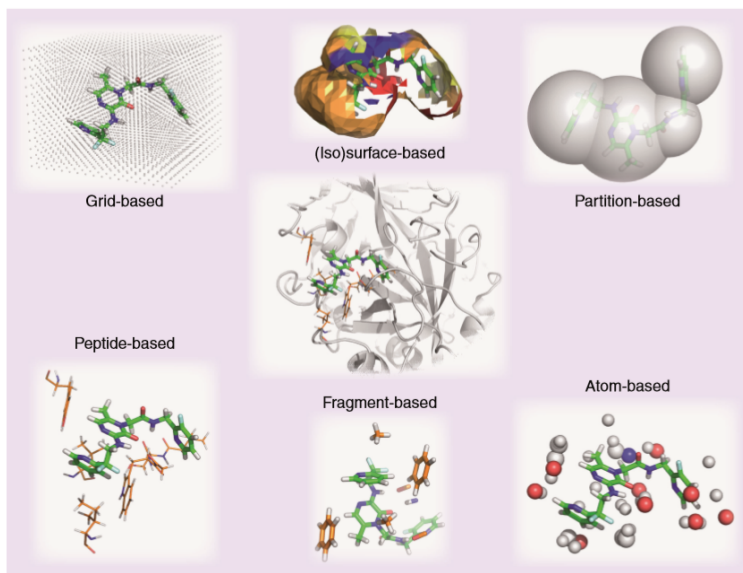 (Iso)surface-based
Grid-based
Partition-based
Peptide-based
Fragment-based
Atom-based